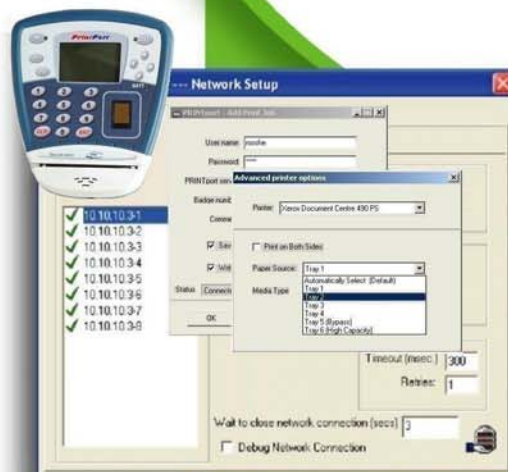 PrintPort
Network Setup
PRINTport : Add Print Job
User name:
Password: ****
PRINTport
Badge
Advanced printer options
Printer: Xerox Document Centre 490 PS
Print on Both Sides
Paper Source: Tray 1
Automatically Select (Default)
Tray 1
Tray 2
Tray 3
Tray 4
Tray 5 (Bypass)
Tray 6 (High Capacity)
Media Type
Status
OK
10.10.10.3-1
10.10.10.3-2
10.10.10.3-3
10.10.10.3-4
10.10.10.3-5
10.10.10.3-6
10.10.10.3-7
10.10.10.3-8
Timeout (msec.) 300
Retries: 1
Wait to close network connection (secs) 3
Debug Network Connection